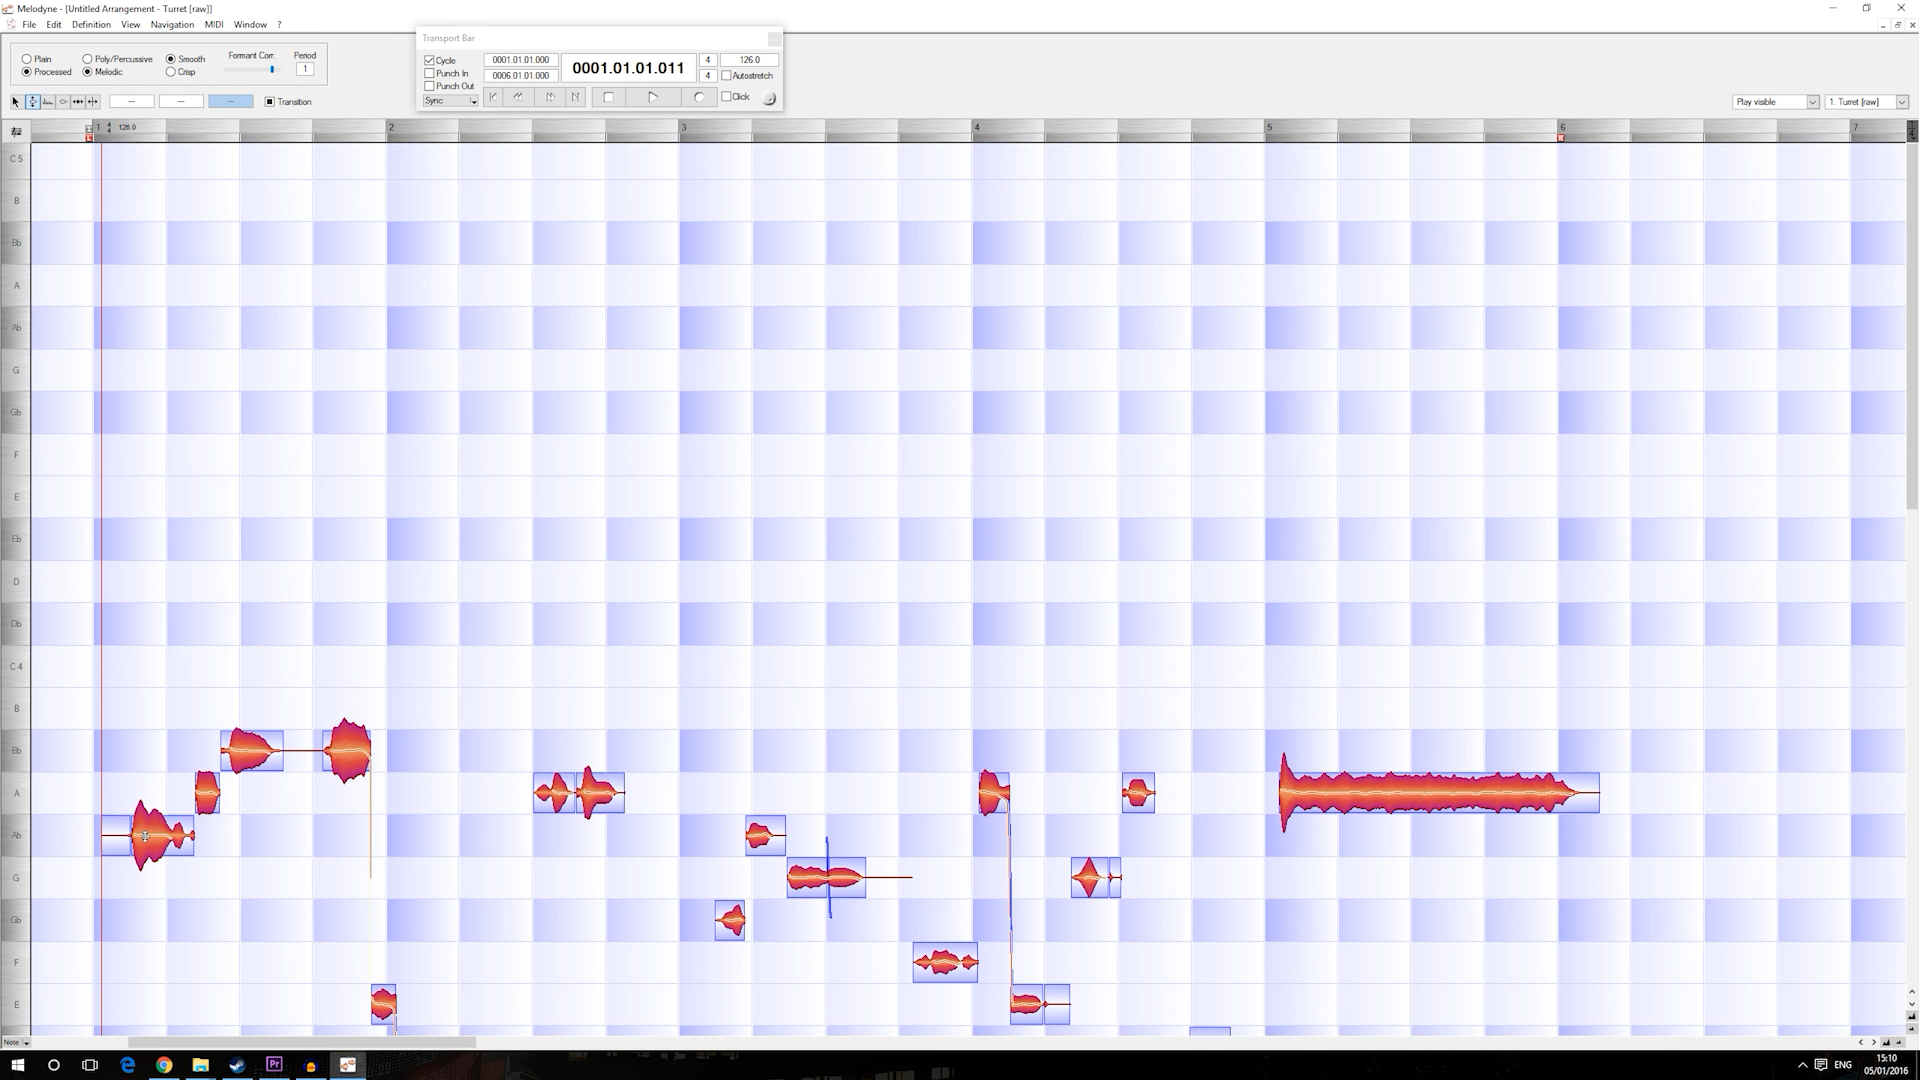 Melodyne - [Untitled Arrangement - Turret [raw]]
File Edit Definition View Navigation MIDI Window ?
Transport Bar
Plain Poly/Percussive Smooth Formant Corr. Period
Processed Melodic Crisp 1
Cycle 0001.01.01.000 0001.01.01.011 4 126.0
Punch In 0006.01.01.000 4 Autostretch
Punch Out
Sync Click
Transition
Play visible 1. Turret [raw]
1 4 4 126.0 2 3 4 5 6 7
C 5
B
Bb
A
Ab
G
Gb
F
E
Eb
D
Db
C 4
B
Bb
A
Ab
G
Gb
F
E
Note
Pr
ENG
15:10
05/01/2016